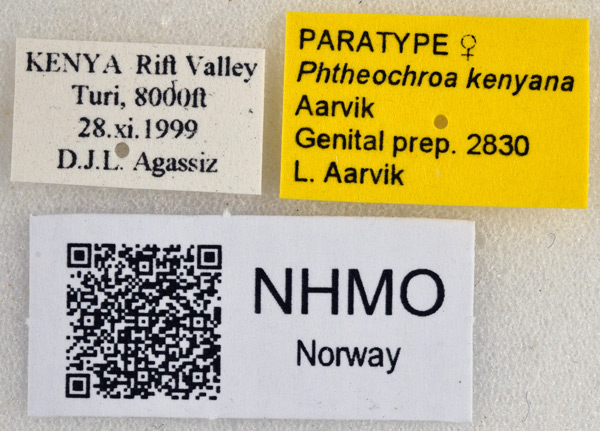 KENYA Rift Valley
Turi, 8000ft
28.xi.1999
D.J.L. Agassiz
PARATYPE ♀
Phtheochroa kenyana
Aarvik
Genital prep. 2830
L. Aarvik
NHMO
Norway